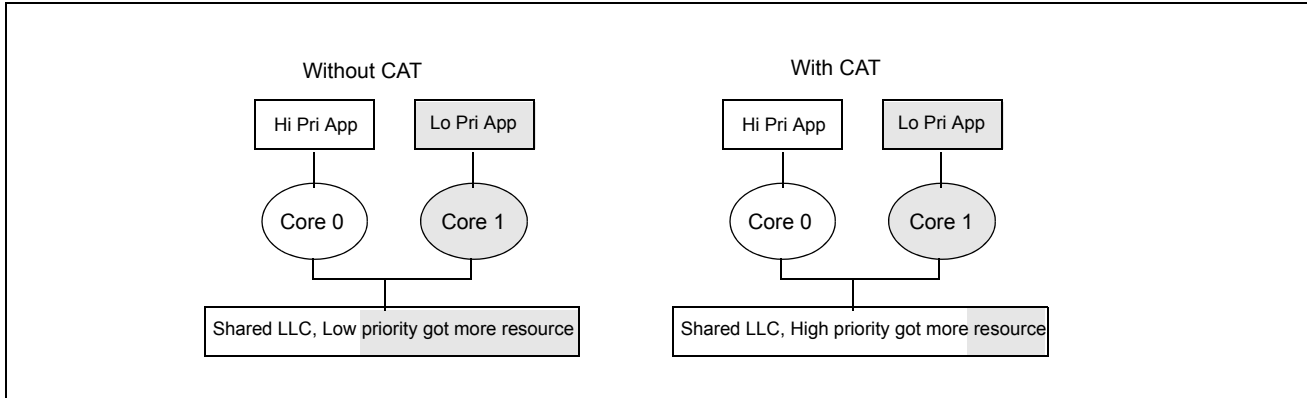 Without CAT
Hi Pri App
Lo Pri App
Core 0
Core 1
Shared LLC, Low priority got more resource
With CAT
Hi Pri App
Lo Pri App
Core 0
Core 1
Shared LLC, High priority got more resource